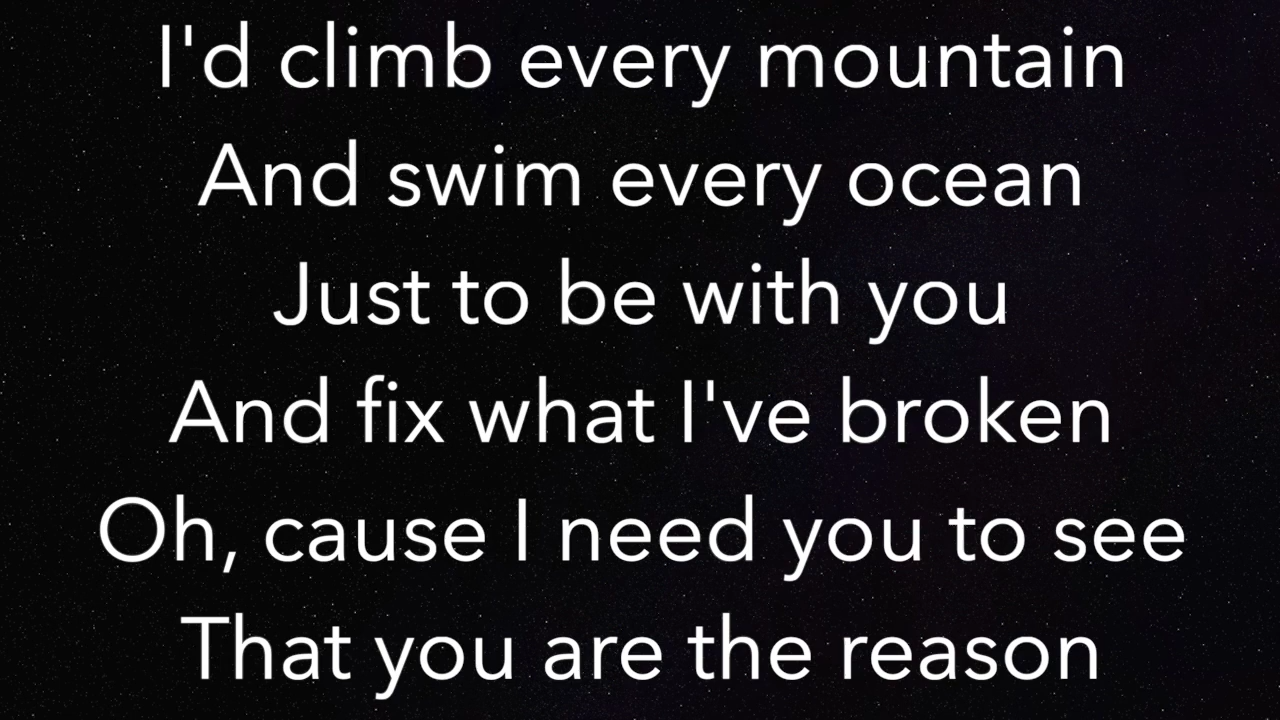 I'd climb every mountain
And swim every ocean
Just to be with you
And fix what I've broken
Oh, cause I need you to see
That you are the reason